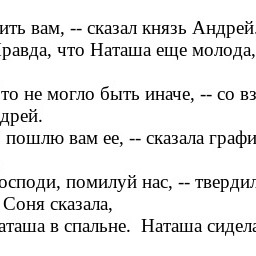 ить вам, -- сказал князь Андрей.
равда, что Наташа еще молода,
то не могло быть иначе, -- со вз
дрей.
пошлю вам ее, -- сказала графи
осподи, помилуй нас, -- твердил
Соня сказала,
аташа в спальне.  Наташа сидела